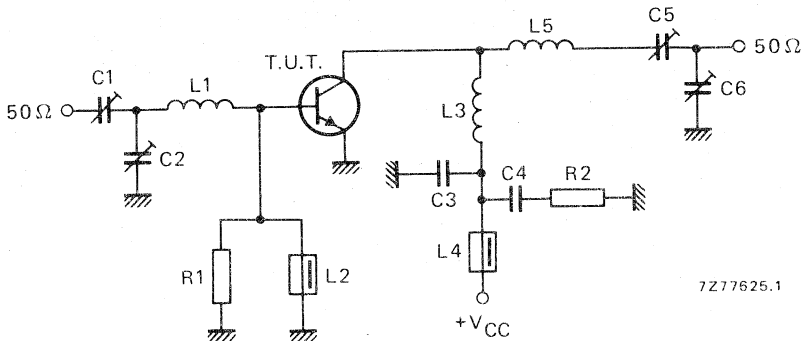 C5
L5
50Ω
T.U.T.
C1
L1
50Ω
C6
L3
C2
C4
R2
C3
L4
R1
L2
7Z77625.1
+VCC